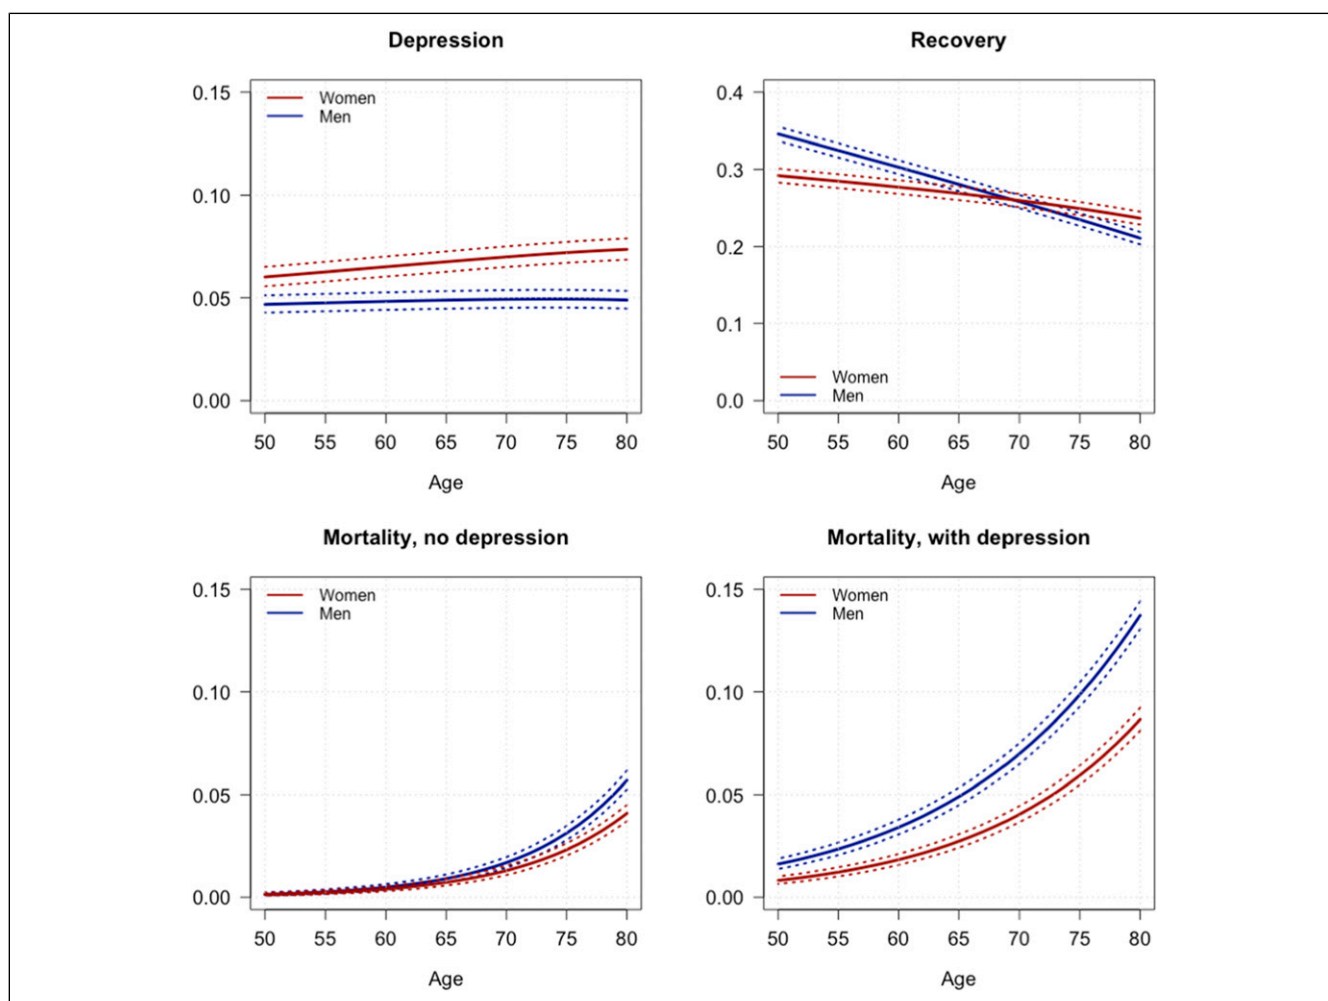 Depression
Women
Men
0.15
0.10
0.05
0.00
50 55 60 65 70 75 80
Age
Recovery
0.4
0.3
0.2
0.1
0.0
Women
Men
50 55 60 65 70 75 80
Age
Mortality, no depression
Women
Men
0.15
0.10
0.05
0.00
50 55 60 65 70 75 80
Age
Mortality, with depression
Women
Men
0.15
0.10
0.05
0.00
50 55 60 65 70 75 80
Age